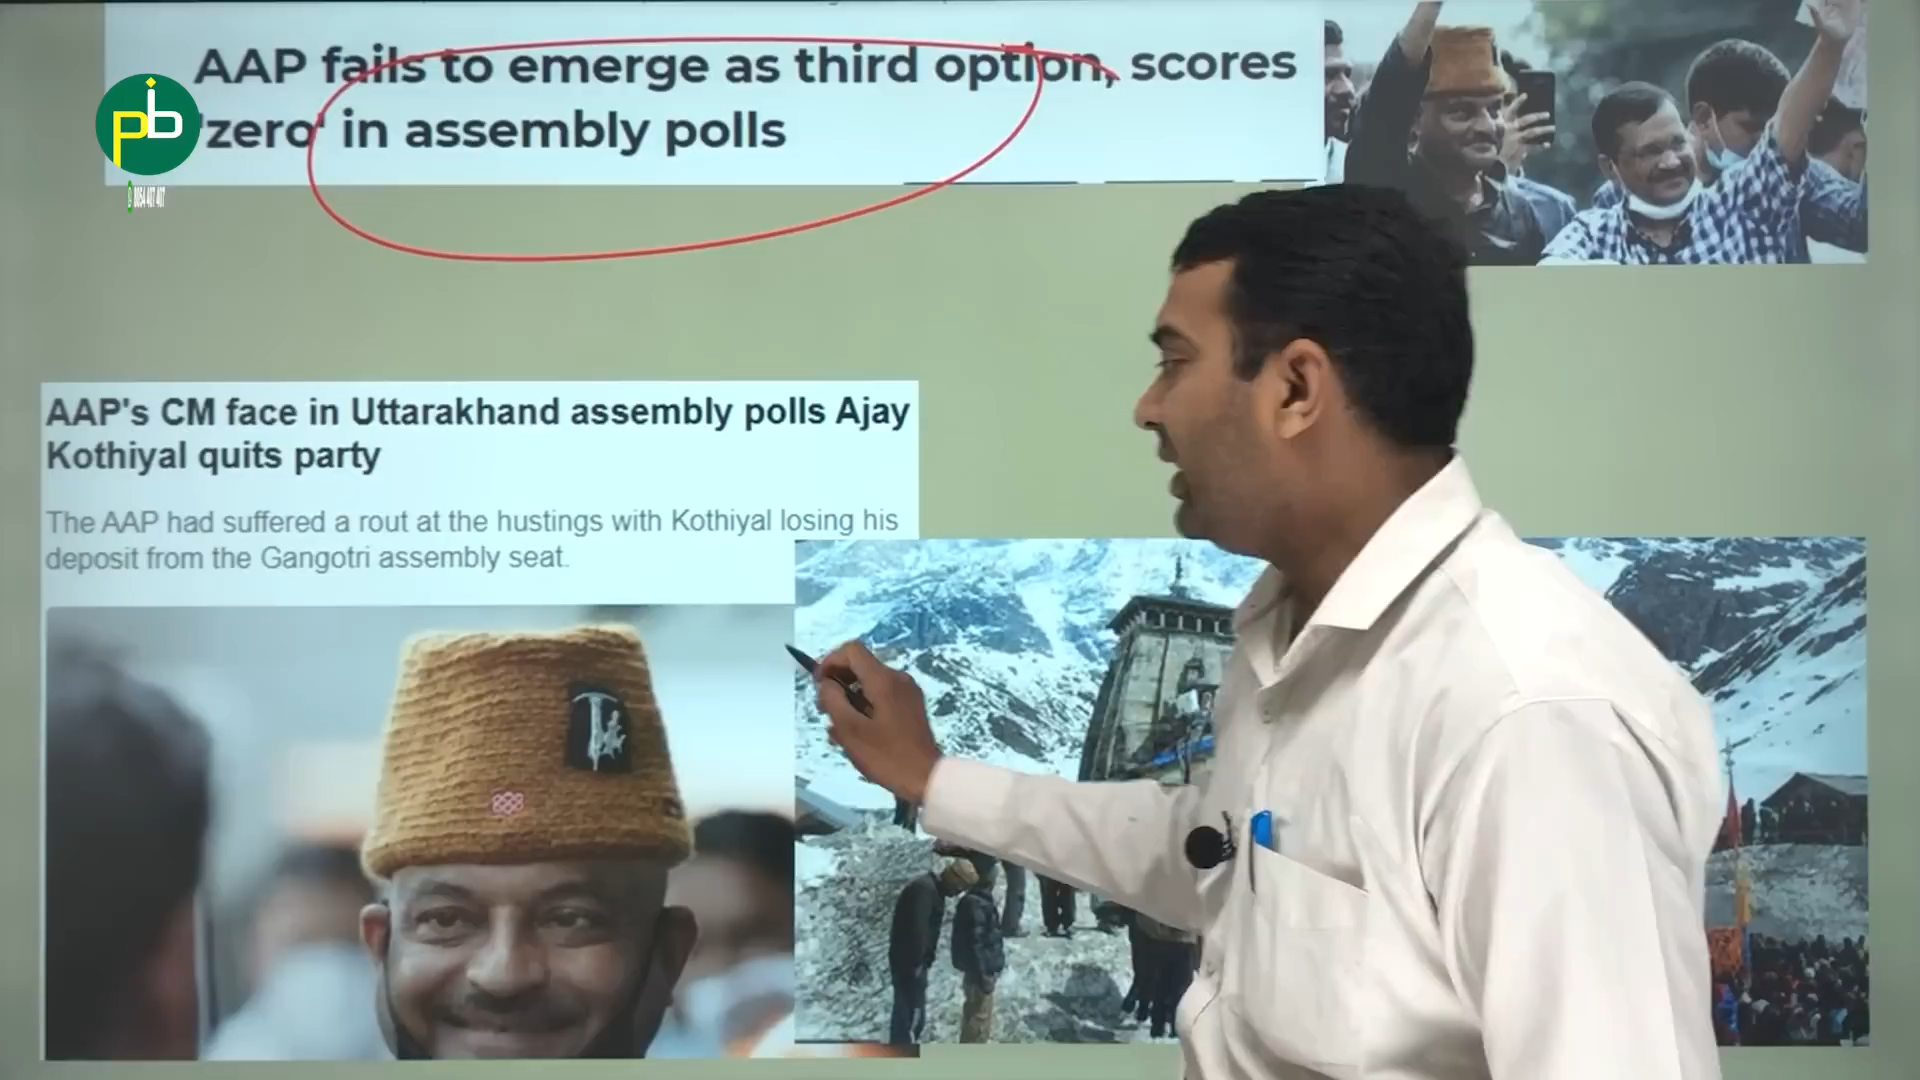 AAP fails to emerge as third option, scores
'zero' in assembly polls
pib
AAP's CM face in Uttarakhand assembly polls Ajay
Kothiyal quits party
The AAP had suffered a rout at the hustings with Kothiyal losing his
deposit from the Gangotri assembly seat.